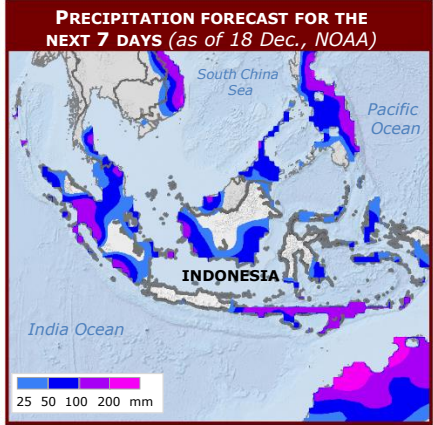 PRECIPITATION FORECAST FOR THE
NEXT 7 DAYS (as of 18 Dec., NOAA)
South China
Sea
Pacific
Ocean
INDONESIA
India Ocean
25 50 100 200 mm